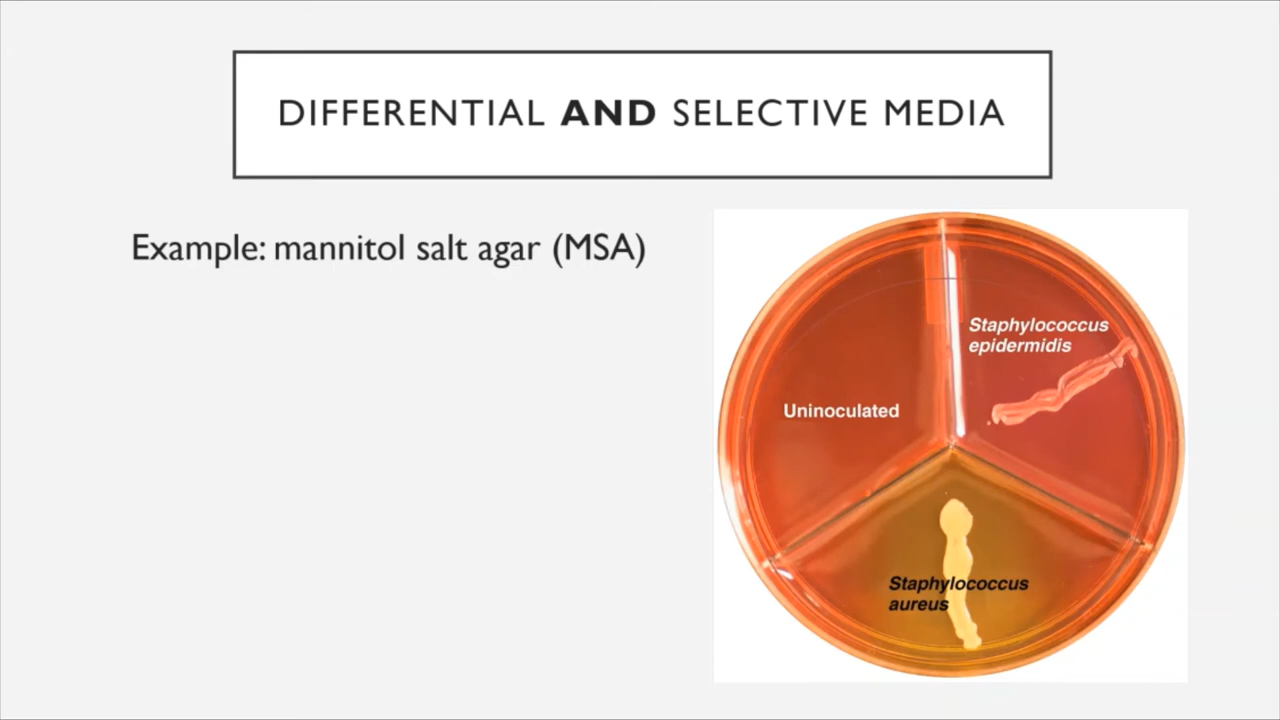 DIFFERENTIAL AND SELECTIVE MEDIA
Example: mannitol salt agar (MSA)
Staphylococcus
epidermidis
Uninoculated
Staphylococcus
aureus